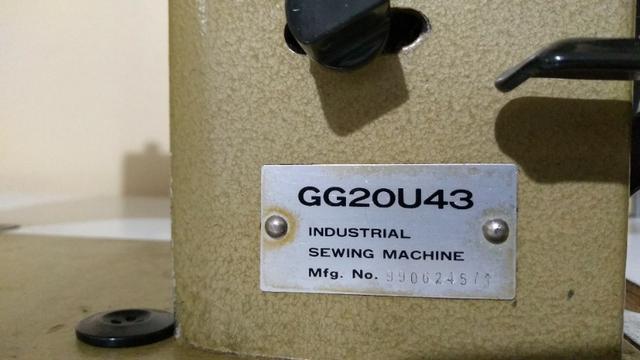 GG20U43
INDUSTRIAL
SEWING MACHINE
Mfg. No.